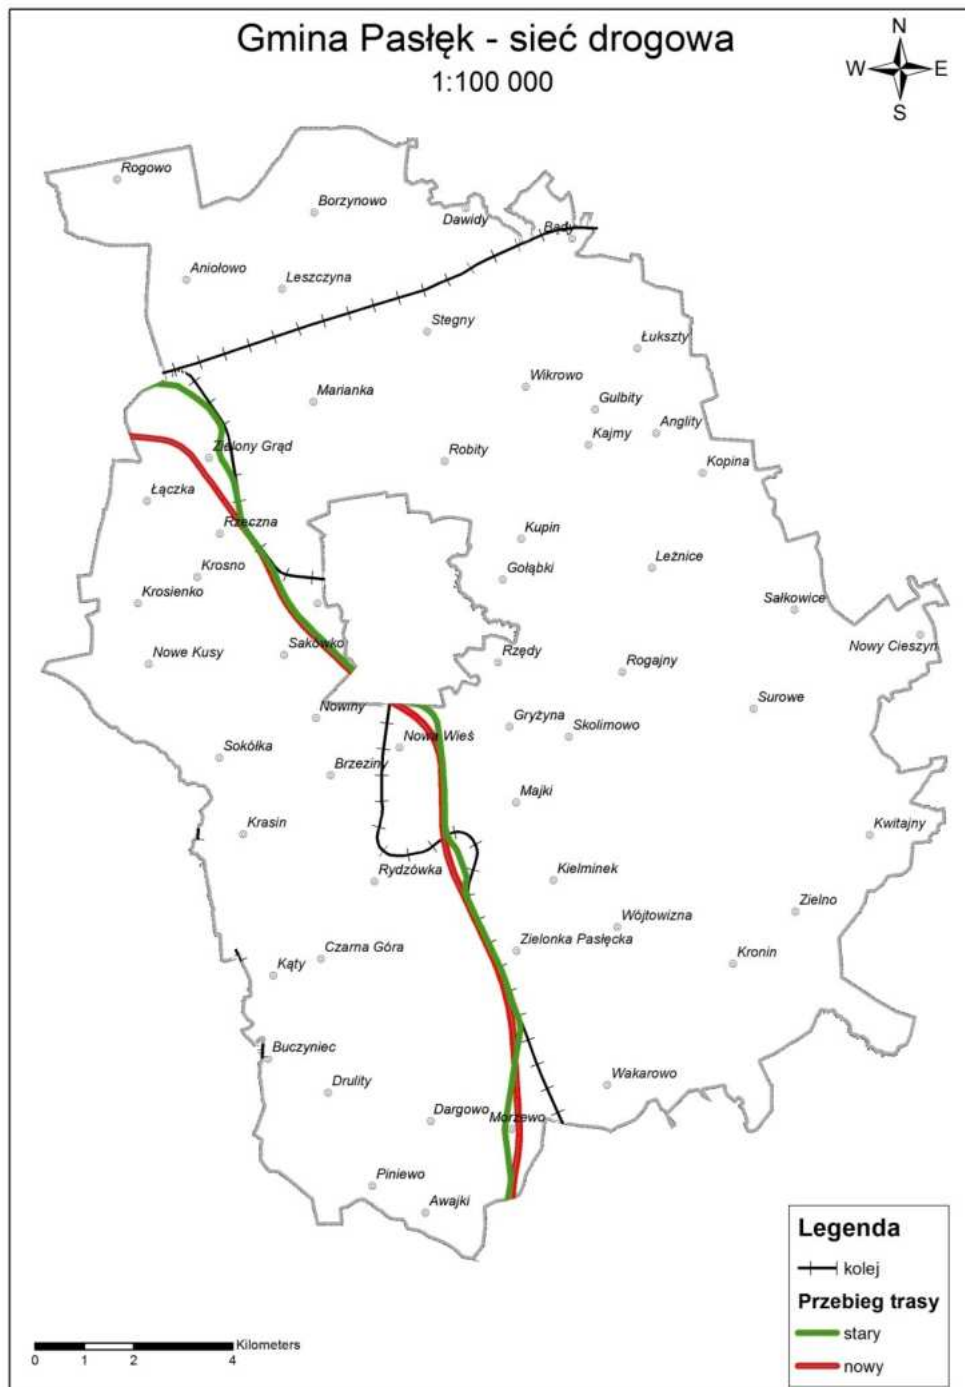 Gmina Pasłęk - sieć drogowa
1:100 000
N
W E
S
Rogowo
Borzynowo
Dawidy
Bądy
Aniołowo
Leszczyna
Stegny
Łukszty
Wikrowo
Marianka
Gulbity
Anglity
Kajmy
Zielony Grąd
Robity
Kopina
Łączka
Rzeczna
Kupin
Leżnice
Krosno
Gołąbki
Krosienko
Sałkowice
Nowy Cieszyn
Sakówko
Nowe Kusy
Rzędy
Rogajny
Surowe
Nowiny
Gryżyna
Skolimowo
Nowa Wieś
Sokółka
Brzeziny
Majki
Krasin
Kwitajny
Rydzówka
Kielminek
Zielno
Wójtowizna
Zielonka Pasłęcka
Czarna Góra
Kronin
Kąty
Buczyniec
Wakarowo
Drulity
Dargowo
Morzewo
Piniewo
Awajki
Legenda
kolej
Przebieg trasy
stary
nowy
Kilometers
0 1 2 4